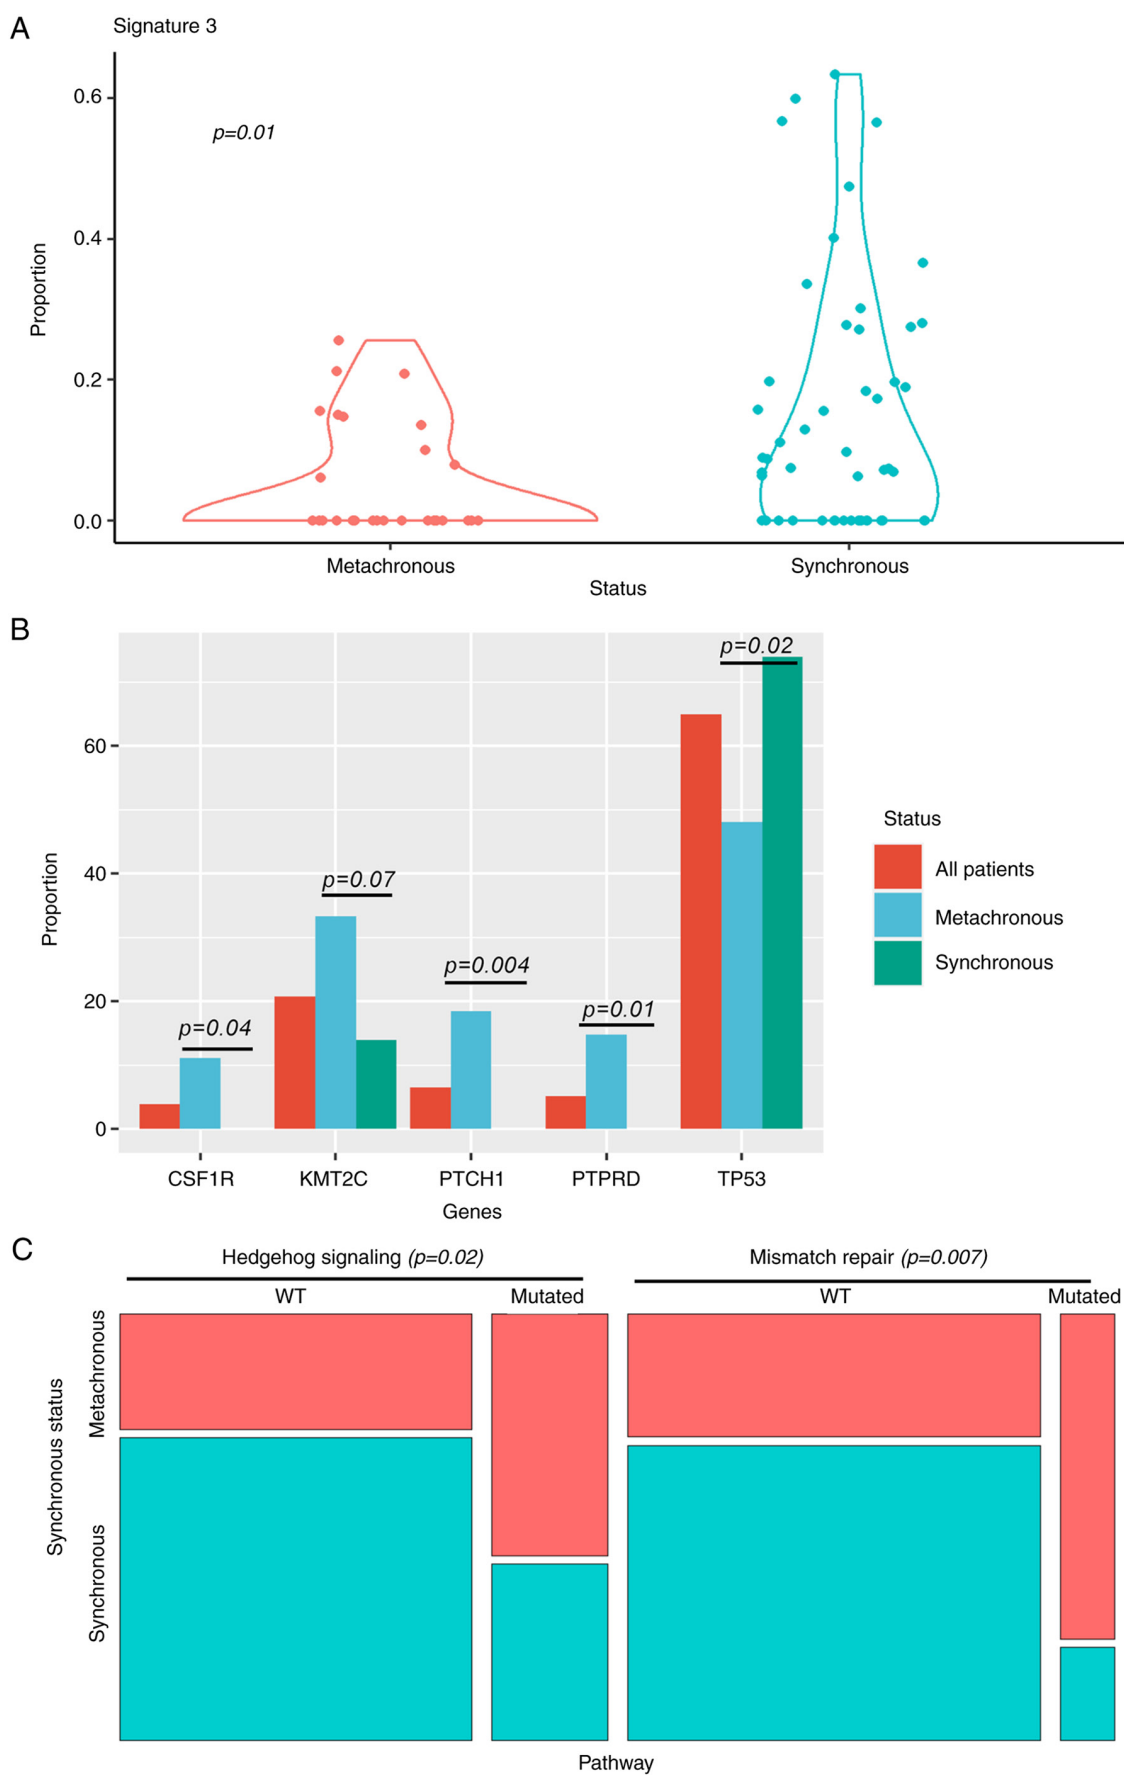 A
Signature 3
p=0.01
0.6
0.4
0.2
0.0
Proportion
Metachronous
Synchronous
Status
B
p=0.02
p=0.07
p=0.004
p=0.01
p=0.04
60
40
20
0
Proportion
CSF1R
KMT2C
PTCH1
PTPRD
TP53
Genes
Status
All patients
Metachronous
Synchronous
C
Hedgehog signaling (p=0.02)
Mismatch repair (p=0.007)
WT
Mutated
WT
Mutated
Synchronous status
Metachronous
Synchronous
Pathway